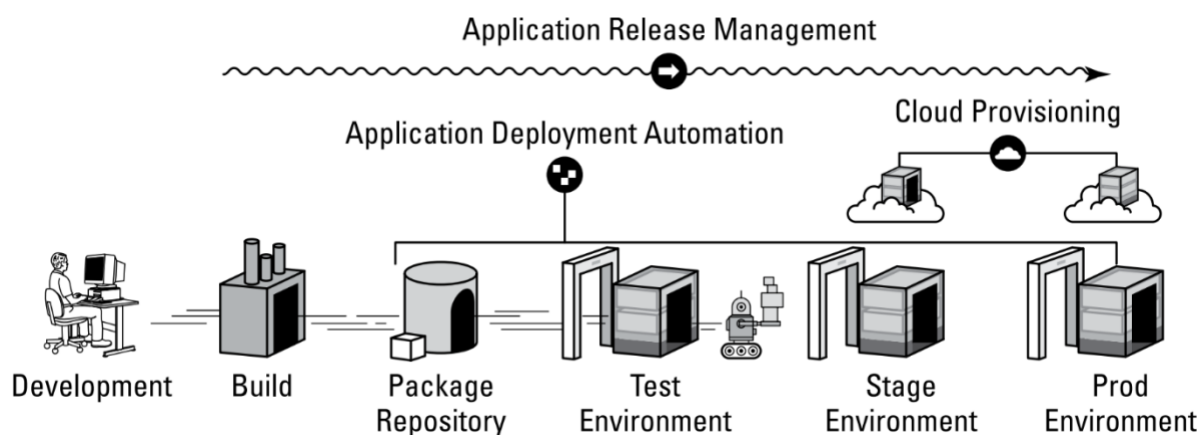 Application Release Management
Cloud Provisioning
Application Deployment Automation
Development
Build
Package
Repository
Test
Environment
Stage
Environment
Prod
Environment